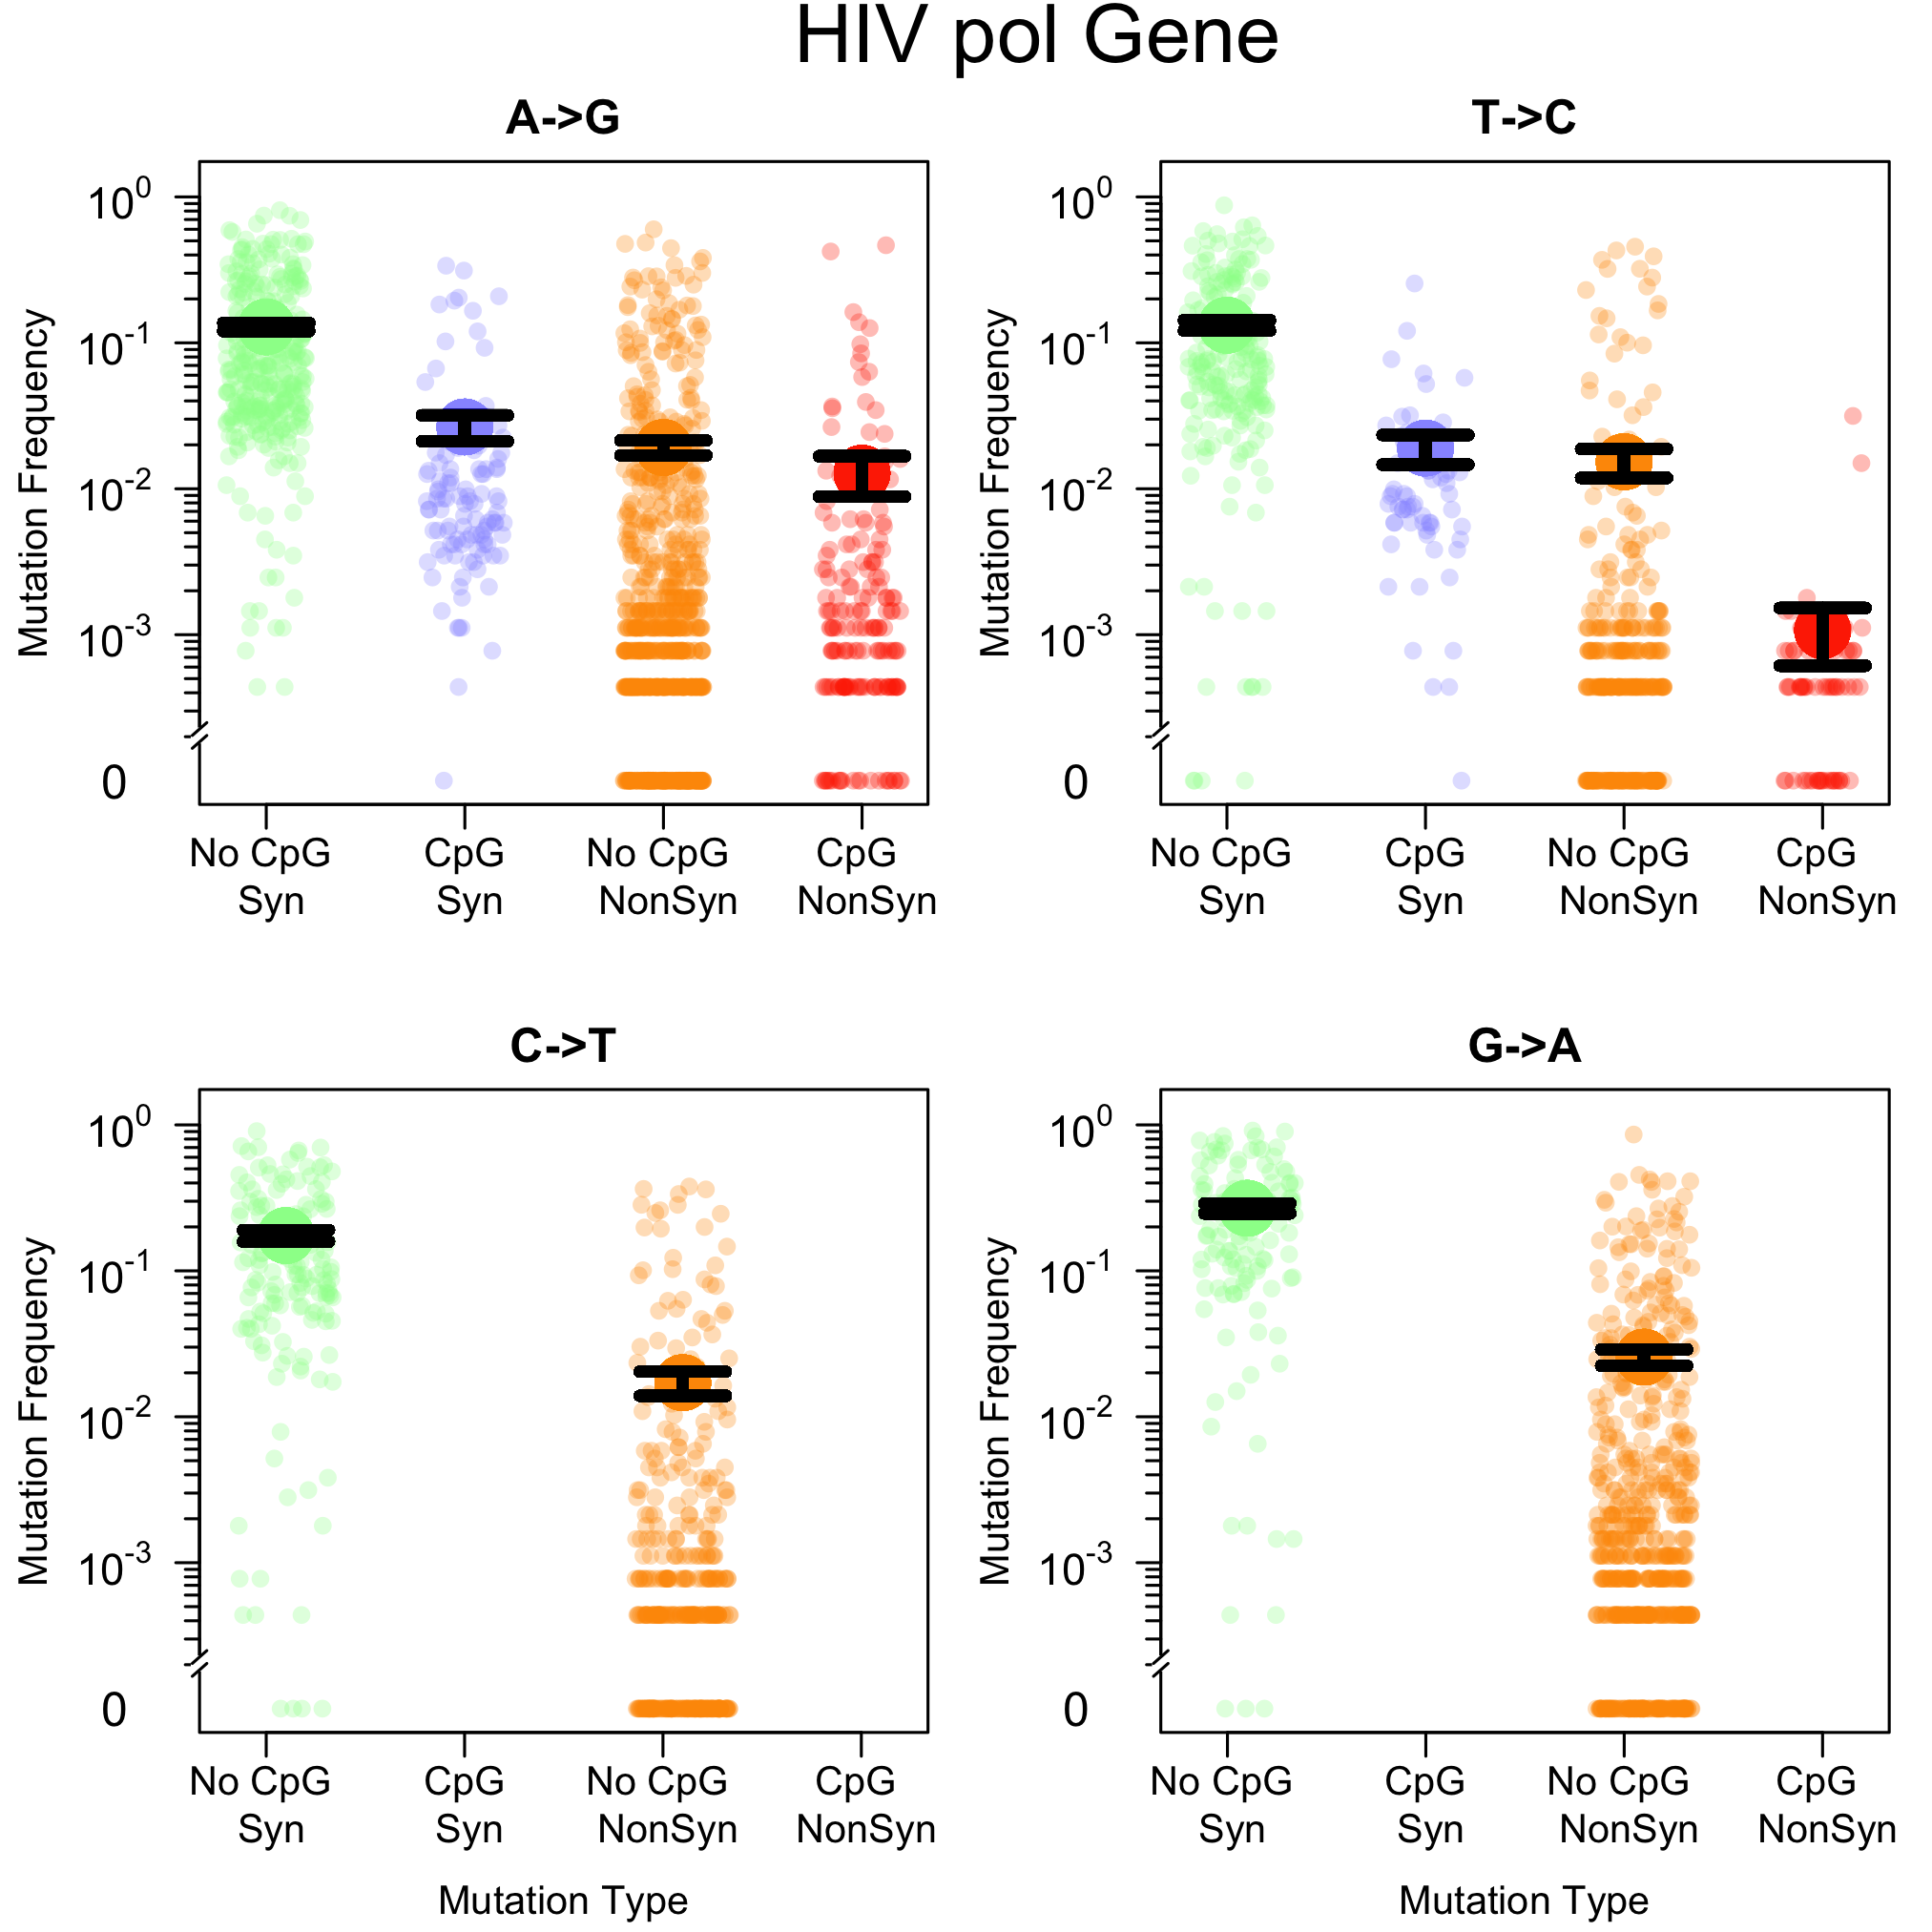 HIV pol Gene
A->G
Mutation Frequency
10^0
10^-1
10^-2
10^-3
0
No CpG Syn
CpG Syn
No CpG NonSyn
CpG NonSyn
T->C
Mutation Frequency
10^0
10^-1
10^-2
10^-3
0
No CpG Syn
CpG Syn
No CpG NonSyn
CpG NonSyn
C->T
Mutation Frequency
10^0
10^-1
10^-2
10^-3
0
No CpG Syn
CpG Syn
No CpG NonSyn
CpG NonSyn
Mutation Type
G->A
Mutation Frequency
10^0
10^-1
10^-2
10^-3
0
No CpG Syn
CpG Syn
No CpG NonSyn
CpG NonSyn
Mutation Type